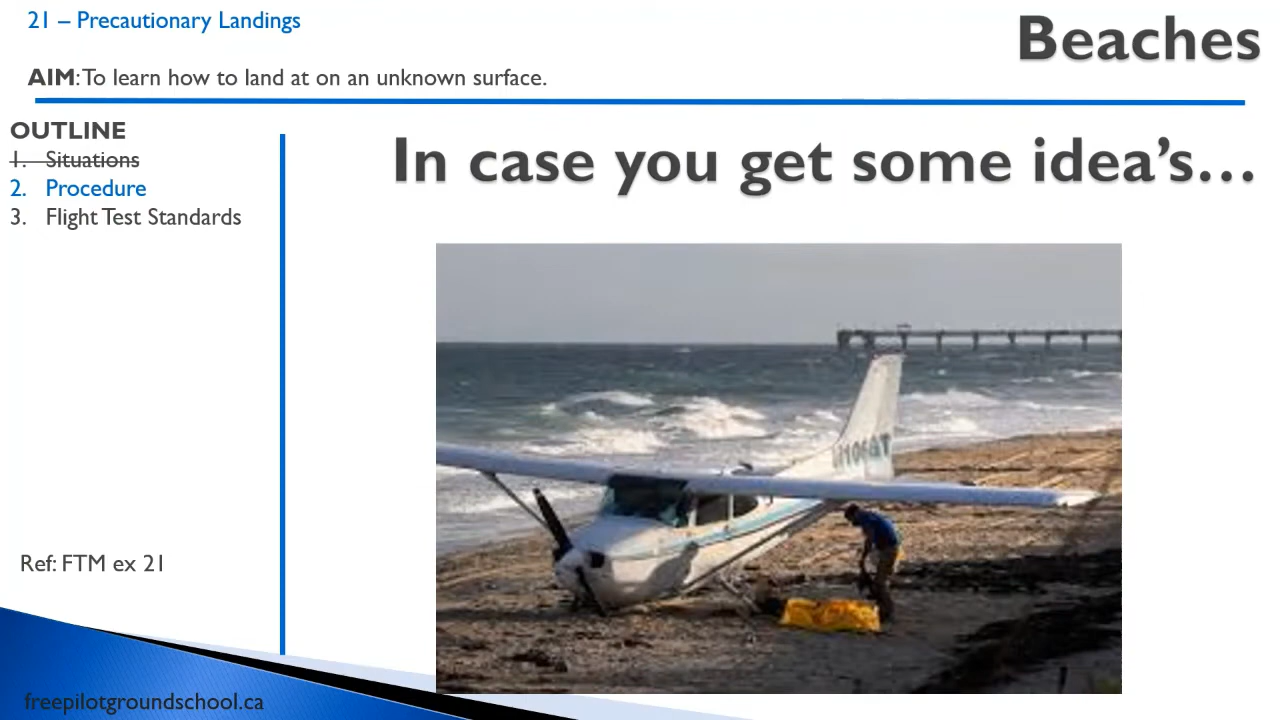 21 – Precautionary Landings
Beaches
AIM: To learn how to land at on an unknown surface.
OUTLINE
1. Situations
2. Procedure
3. Flight Test Standards
In case you get some idea's…
Ref: FTM ex 21
freepilotgroundschool.ca